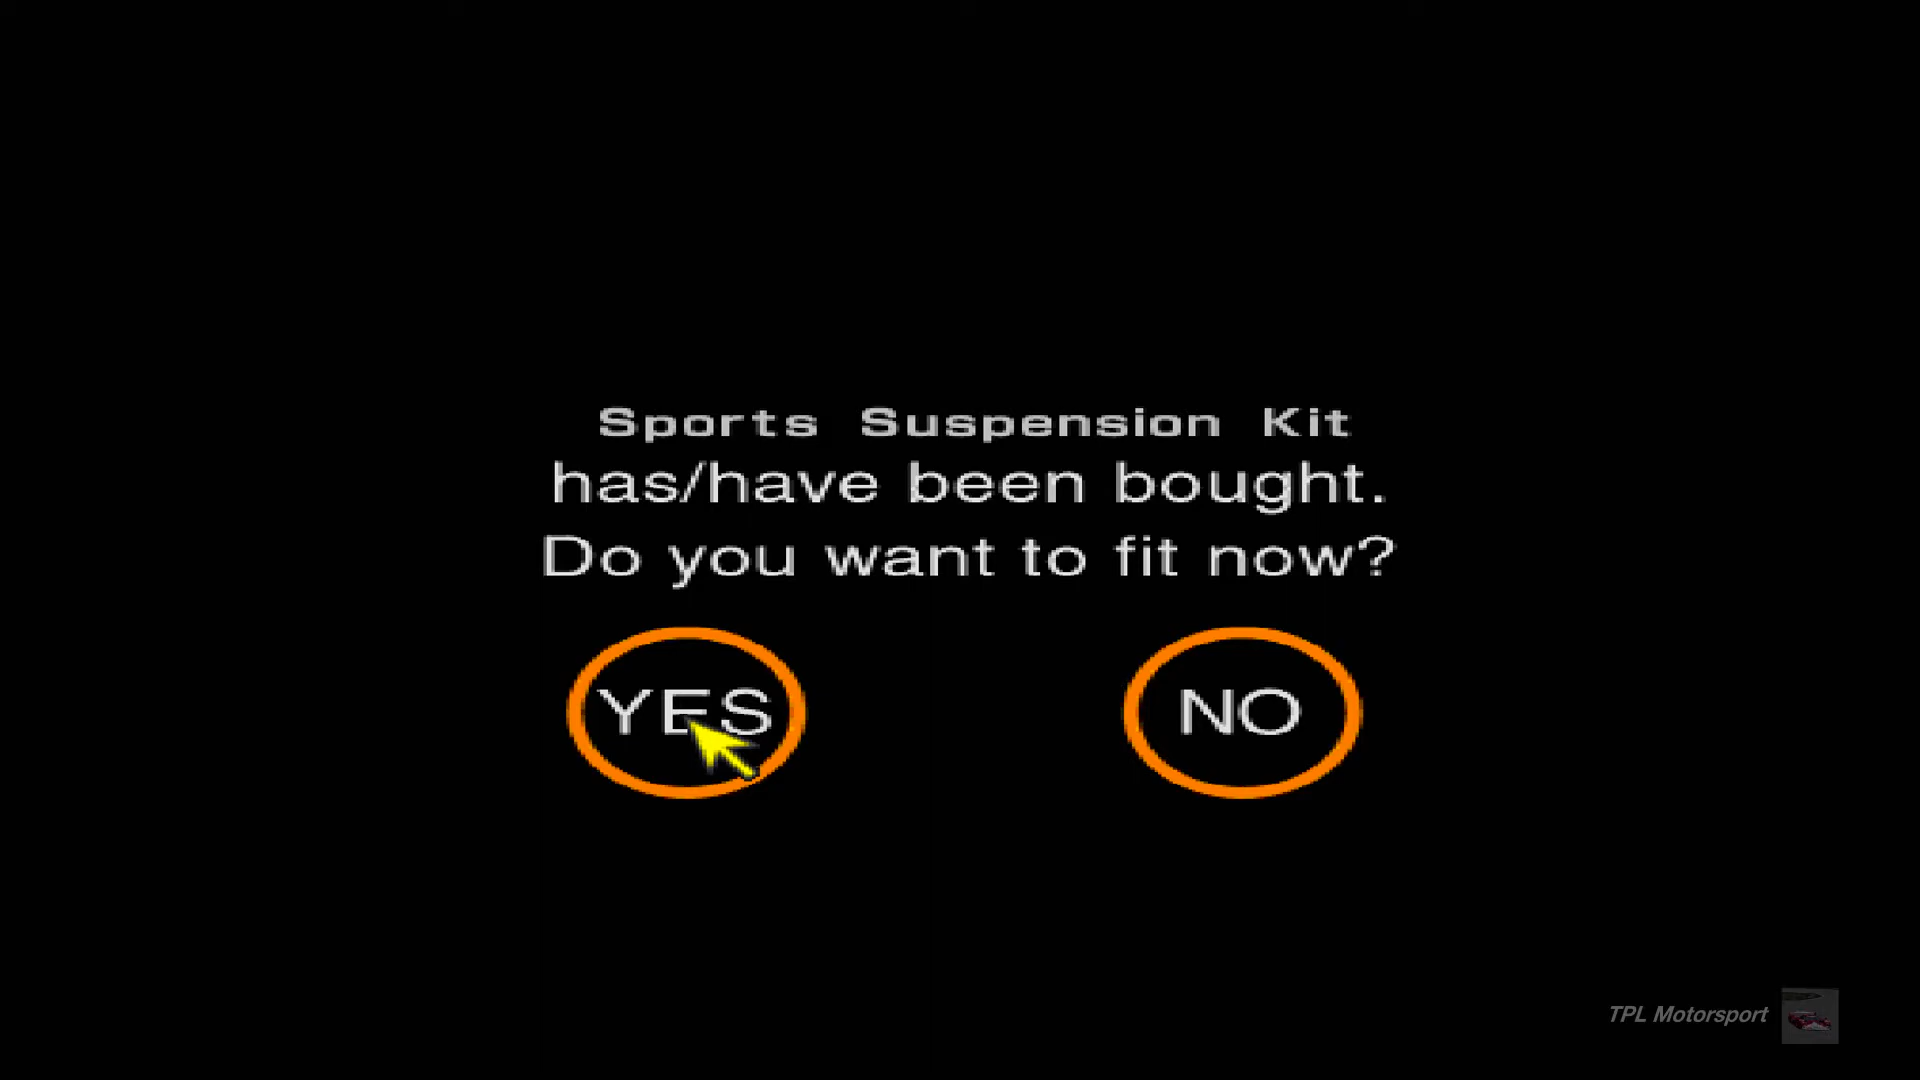 Sports Suspension Kit
has/have been bought.
Do you want to fit now?
YES NO
TPL Motorsport